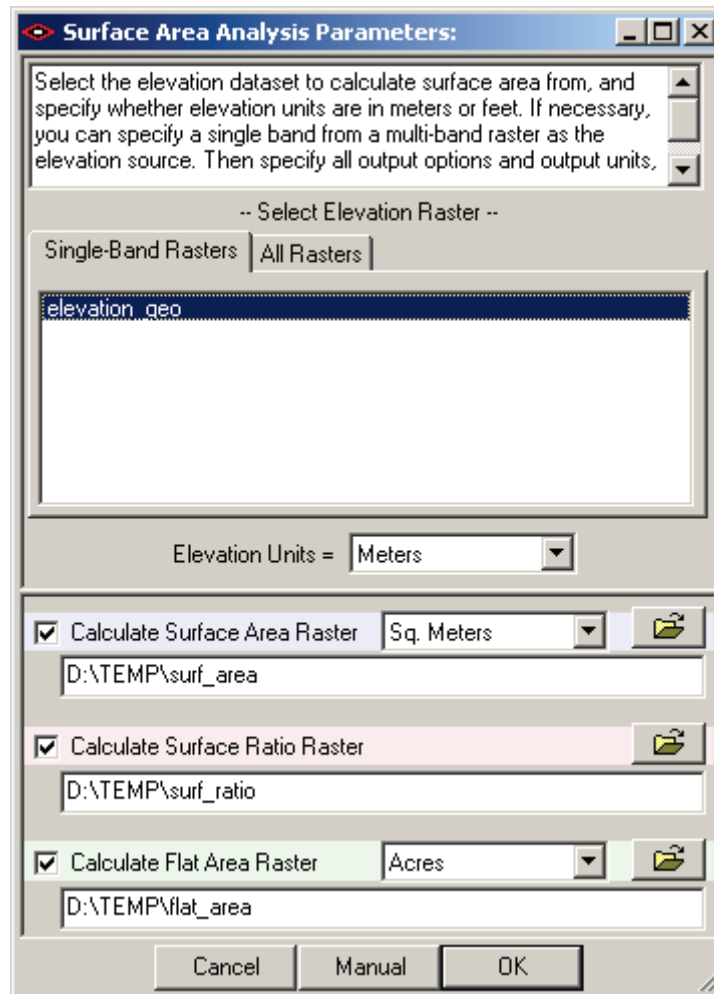 Surface Area Analysis Parameters:
Select the elevation dataset to calculate surface area from, and
specify whether elevation units are in meters or feet. If necessary,
you can specify a single band from a multi-band raster as the
elevation source. Then specify all output options and output units,
-- Select Elevation Raster --
Single-Band Rasters All Rasters
elevation_geo
Elevation Units = Meters
Calculate Surface Area Raster Sq. Meters
D:\TEMP\surf_area
Calculate Surface Ratio Raster
D:\TEMP\surf_ratio
Calculate Flat Area Raster Acres
D:\TEMP\flat_area
Cancel Manual OK